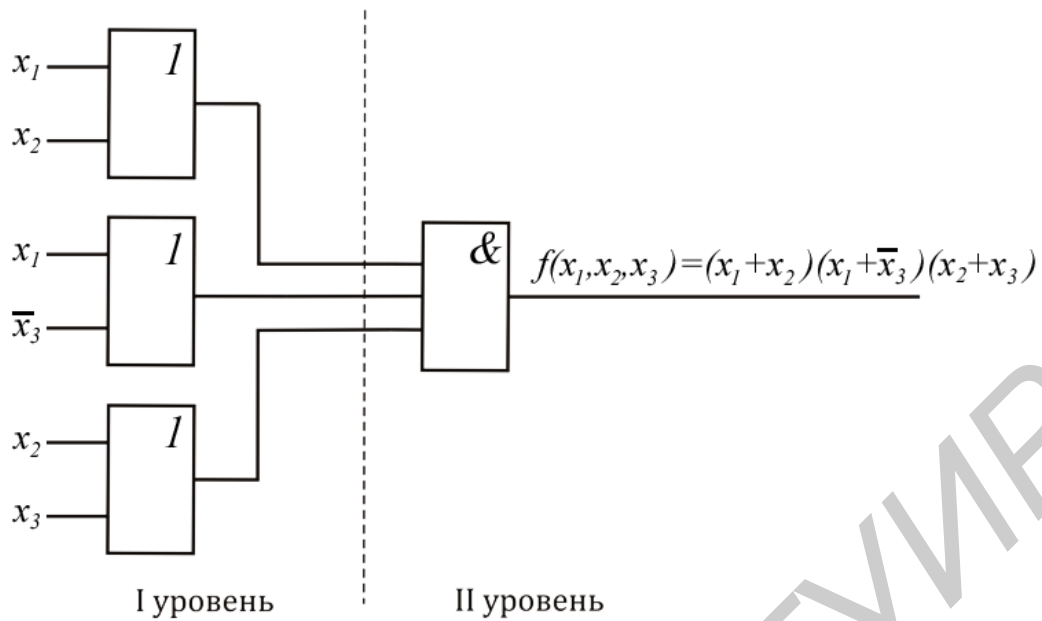 x₁
1
x₂
x₁
1
x̅₃
&
f(x₁,x₂,x₃)=(x₁+x₂)(x₁+x̅₃)(x₂+x₃)
x₂
1
x₃
I уровень
II уровень